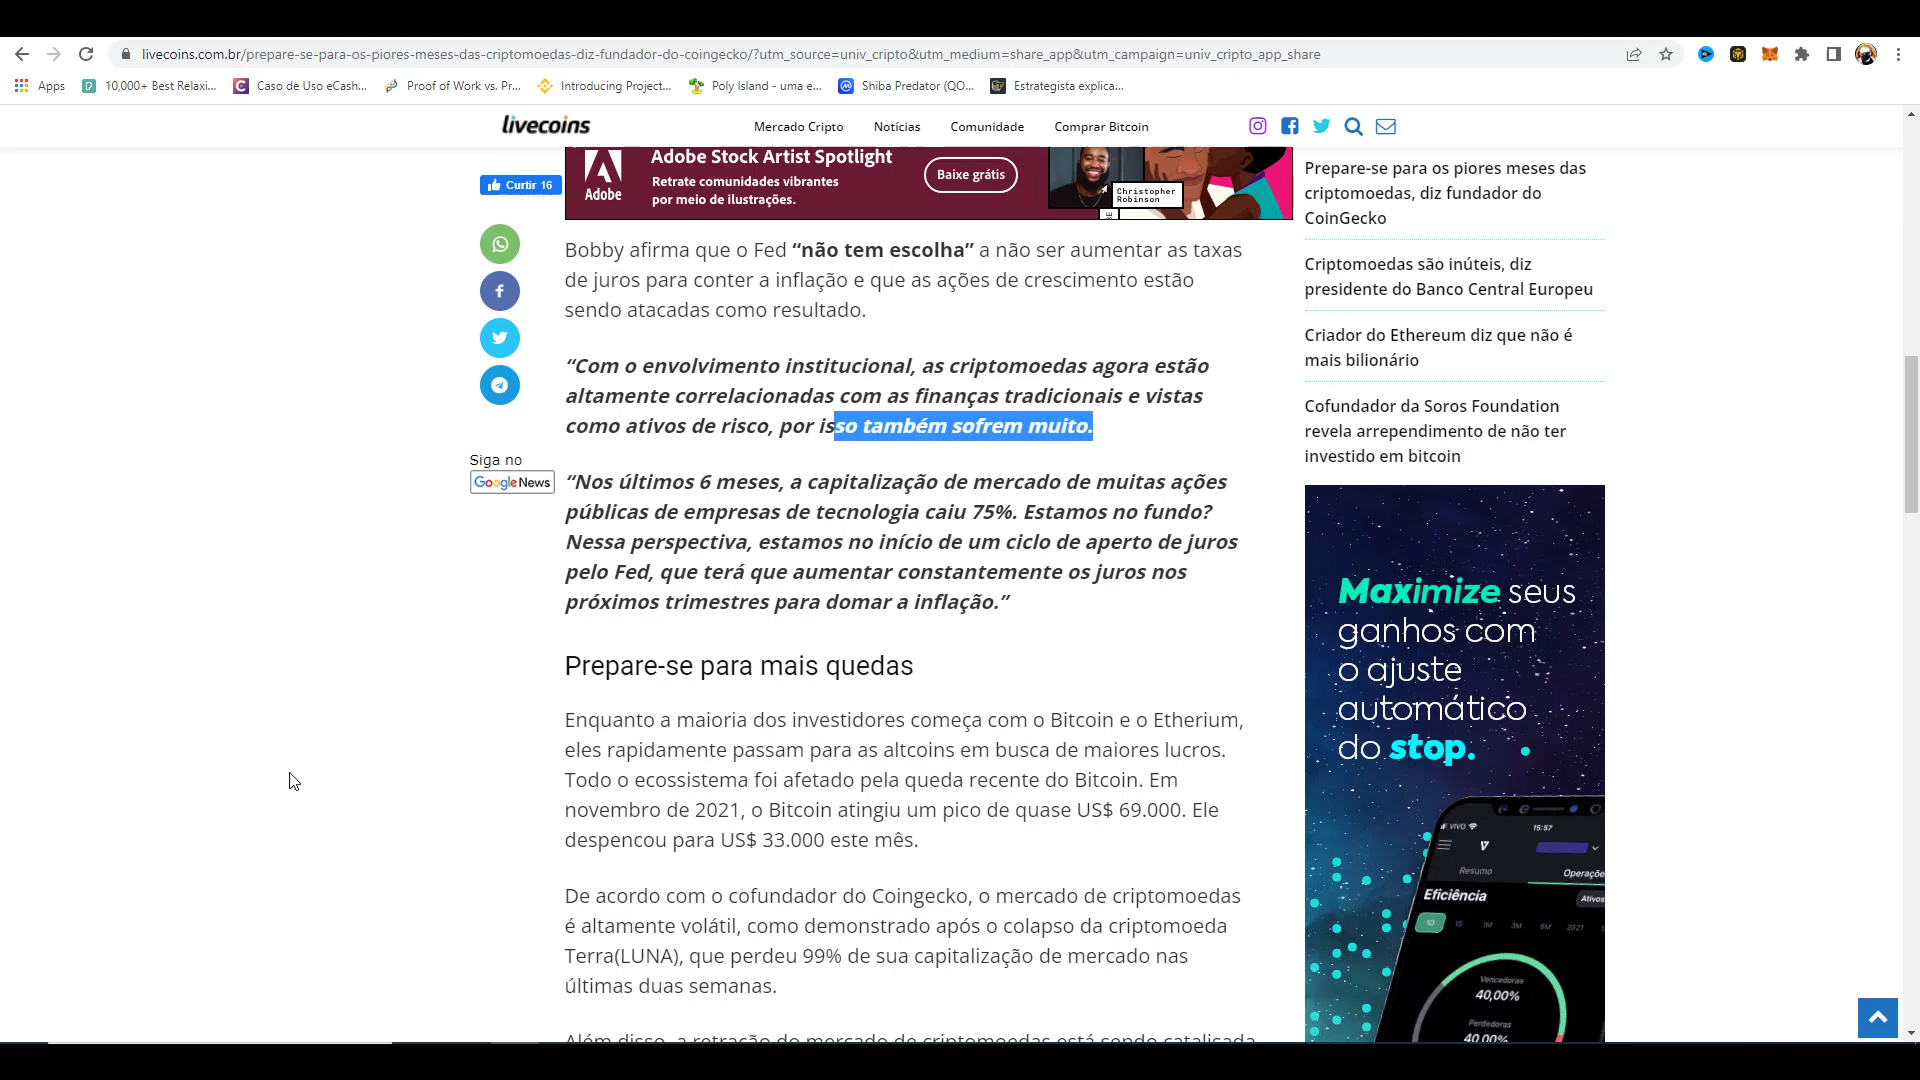 livecoins.com.br/prepare-se-para-os-piores-meses-das-criptomoedas-diz-fundador-do-coingecko/?utm_source=univ_cripto&utm_medium=share_app&utm_campaign=univ_cripto_app_share
Apps
10,000+ Best Relaxi...
Caso de Uso eCash...
Proof of Work vs. Pr...
Introducing Project...
Poly Island - uma e...
Shiba Predator (QO...
Estrategista explica...
livecoins
Mercado Cripto
Notícias
Comunidade
Comprar Bitcoin
Curtir 16
Adobe
Adobe Stock Artist Spotlight
Retrate comunidades vibrantes
por meio de ilustrações.
Baixe grátis
Christopher
Robinson
Bobby afirma que o Fed “não tem escolha” a não ser aumentar as taxas
de juros para conter a inflação e que as ações de crescimento estão
sendo atacadas como resultado.
“Com o envolvimento institucional, as criptomoedas agora estão
altamente correlacionadas com as finanças tradicionais e vistas
como ativos de risco, por isso também sofrem muito.
Siga no
Google News
“Nos últimos 6 meses, a capitalização de mercado de muitas ações
públicas de empresas de tecnologia caiu 75%. Estamos no fundo?
Nessa perspectiva, estamos no início de um ciclo de aperto de juros
pelo Fed, que terá que aumentar constantemente os juros nos
próximos trimestres para domar a inflação.”
Prepare-se para mais quedas
Enquanto a maioria dos investidores começa com o Bitcoin e o Etherium,
eles rapidamente passam para as altcoins em busca de maiores lucros.
Todo o ecossistema foi afetado pela queda recente do Bitcoin. Em
novembro de 2021, o Bitcoin atingiu um pico de quase US$ 69.000. Ele
despencou para US$ 33.000 este mês.
De acordo com o cofundador do Coingecko, o mercado de criptomoedas
é altamente volátil, como demonstrado após o colapso da criptomoeda
Terra(LUNA), que perdeu 99% de sua capitalização de mercado nas
últimas duas semanas.
Além disso, a retração do mercado de criptomoedas está sendo catalisada
Prepare-se para os piores meses das
criptomoedas, diz fundador do
CoinGecko
Criptomoedas são inúteis, diz
presidente do Banco Central Europeu
Criador do Ethereum diz que não é
mais bilionário
Cofundador da Soros Foundation
revela arrependimento de não ter
investido em bitcoin
Maximize seus
ganhos com
o ajuste
automático
do stop.
VIVO
15:57
Resumo
Operaçõe
Eficiência
Ativos
1D
1S
1M
3M
6M
2021
Vencedoras
40,00%
Perdedoras
40,00%